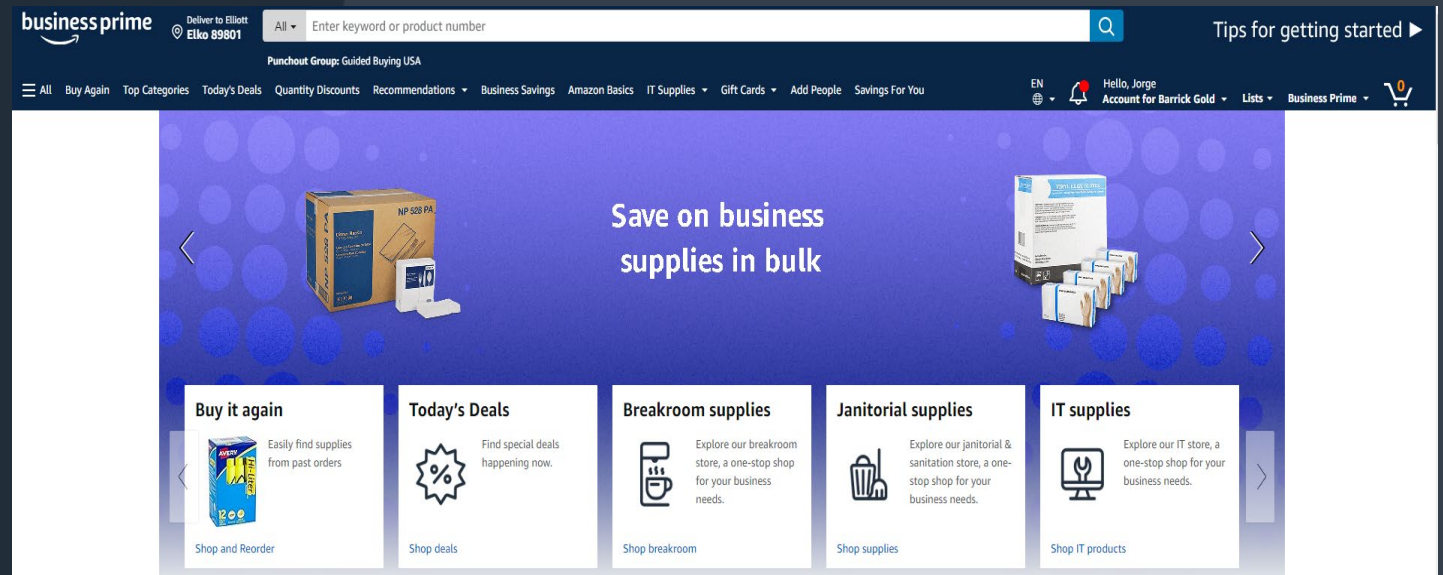 business prime
Deliver to Elliott
Elko 89801
All
Enter keyword or product number
Tips for getting started
Punchout Group: Guided Buying USA
All Buy Again Top Categories Today's Deals Quantity Discounts Recommendations Business Savings Amazon Basics IT Supplies Gift Cards Add People Savings For You
EN
Hello, Jorge
Account for Barrick Gold
Lists
Business Prime
0
NP 528 PA
Save on business
supplies in bulk
Buy it again
AVERY
Hi-Liter
12
Easily find supplies
from past orders
Shop and Reorder
Today's Deals
%
Find special deals
happening now.
Shop deals
Breakroom supplies
Explore our breakroom
store, a one-stop shop
for your business
needs.
Shop breakroom
Janitorial supplies
Explore our janitorial &
sanitation store, a one-
stop shop for your
business needs.
Shop supplies
IT supplies
Explore our IT store, a
one-stop shop for your
business needs.
Shop IT products